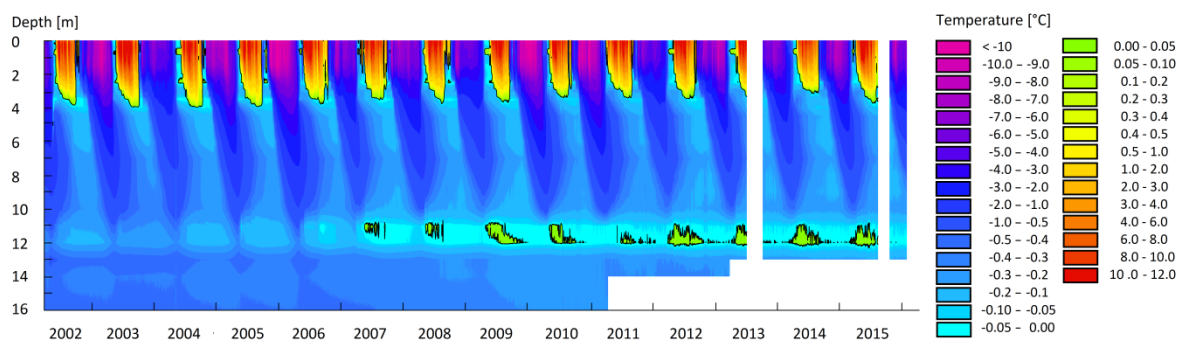 Depth [m]
0
2
4
6
8
10
12
14
16
2002 2003 2004 2005 2006 2007 2008 2009 2010 2011 2012 2013 2014 2015
Temperature [°C]
< -10
-10.0 – -9.0
-9.0 – -8.0
-8.0 – -7.0
-7.0 – -6.0
-6.0 – -5.0
-5.0 – -4.0
-4.0 – -3.0
-3.0 – -2.0
-2.0 – -1.0
-1.0 – -0.5
-0.5 – -0.4
-0.4 – -0.3
-0.3 – -0.2
-0.2 – -0.1
-0.10 – -0.05
-0.05 – 0.00
0.00 - 0.05
0.05 - 0.10
0.1 - 0.2
0.2 - 0.3
0.3 - 0.4
0.4 - 0.5
0.5 - 1.0
1.0 - 2.0
2.0 - 3.0
3.0 - 4.0
4.0 - 6.0
6.0 - 8.0
8.0 - 10.0
10 .0 - 12.0